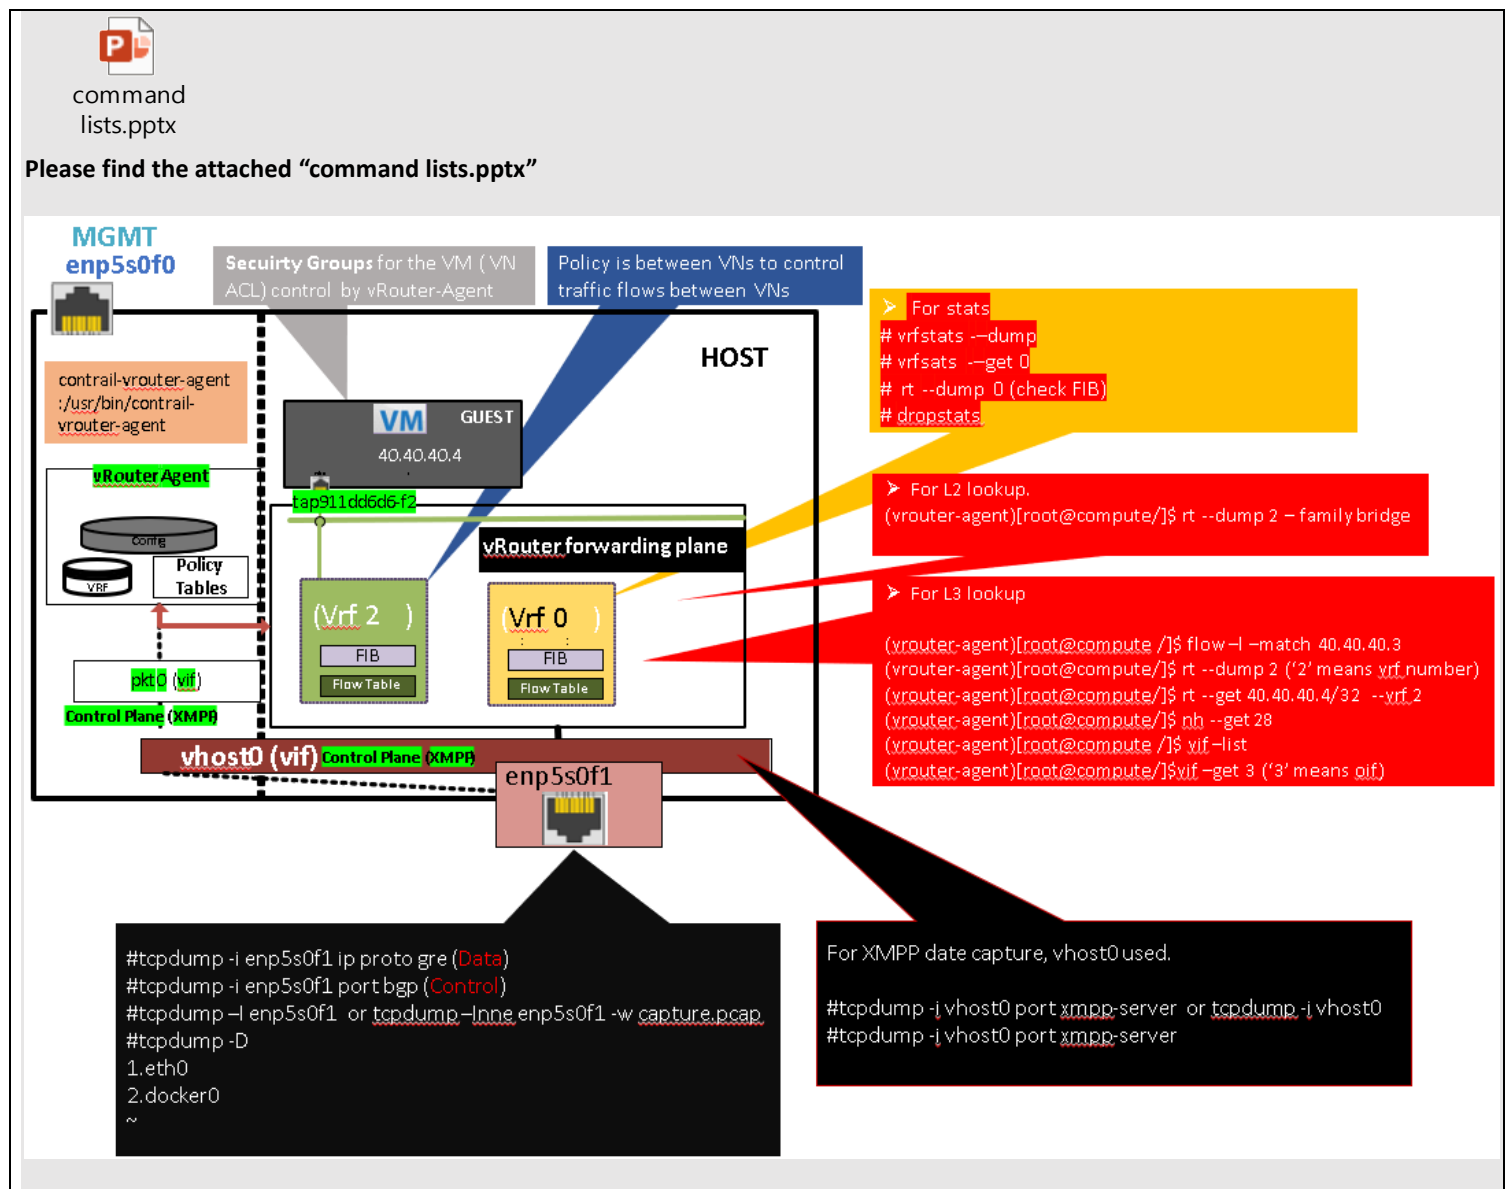 command
lists.pptx
Please find the attached “command lists.pptx”
MGMT
enp5s0f0
Secuirty Groups for the VM ( VN
ACL) control by vRouter-Agent
Policy is between VNs to control
traffic flows between VNs
➢ For stats
# vrfstats -–dump
# vrfsats -–get 0
# rt --dump 0 (check FIB)
# dropstats
HOST
contrail-vrouter-agent
:/usr/bin/contrail-
vrouter-agent
VM
GUEST
40.40.40.4
vRouter Agent
tap911dd6d6-f2
➢ For L2 lookup.
(vrouter-agent)[root@compute/]$ rt --dump 2 – family bridge
Config
VRF
Policy
Tables
vRouter forwarding plane
(Vrf 2 )
FIB
Flow Table
(Vrf 0 )
: :
FIB
Flow Table
➢ For L3 lookup
(vrouter-agent)[root@compute /]$ flow –l –match 40.40.40.3
(vrouter-agent)[root@compute/]$ rt --dump 2 (‘2’ means vrf number)
(vrouter-agent)[root@compute/]$ rt --get 40.40.40.4/32 --vrf 2
(vrouter-agent)[root@compute/]$ nh --get 28
(vrouter-agent)[root@compute /]$ vif –list
(vrouter-agent)[root@compute/]$vif –get 3 (‘3’ means oif)
pkt0 (vif)
Control Plane (XMPP)
vhost0 (vif) Control Plane (XMPP)
enp5s0f1
#tcpdump -i enp5s0f1 ip proto gre (Data)
#tcpdump -i enp5s0f1 port bgp (Control)
#tcpdump –I enp5s0f1 or tcpdump –Inne enp5s0f1 -w capture.pcap
#tcpdump -D
1.eth0
2.docker0
~
For XMPP date capture, vhost0 used.
#tcpdump -i vhost0 port xmpp-server or tcpdump -i vhost0
#tcpdump -i vhost0 port xmpp-server